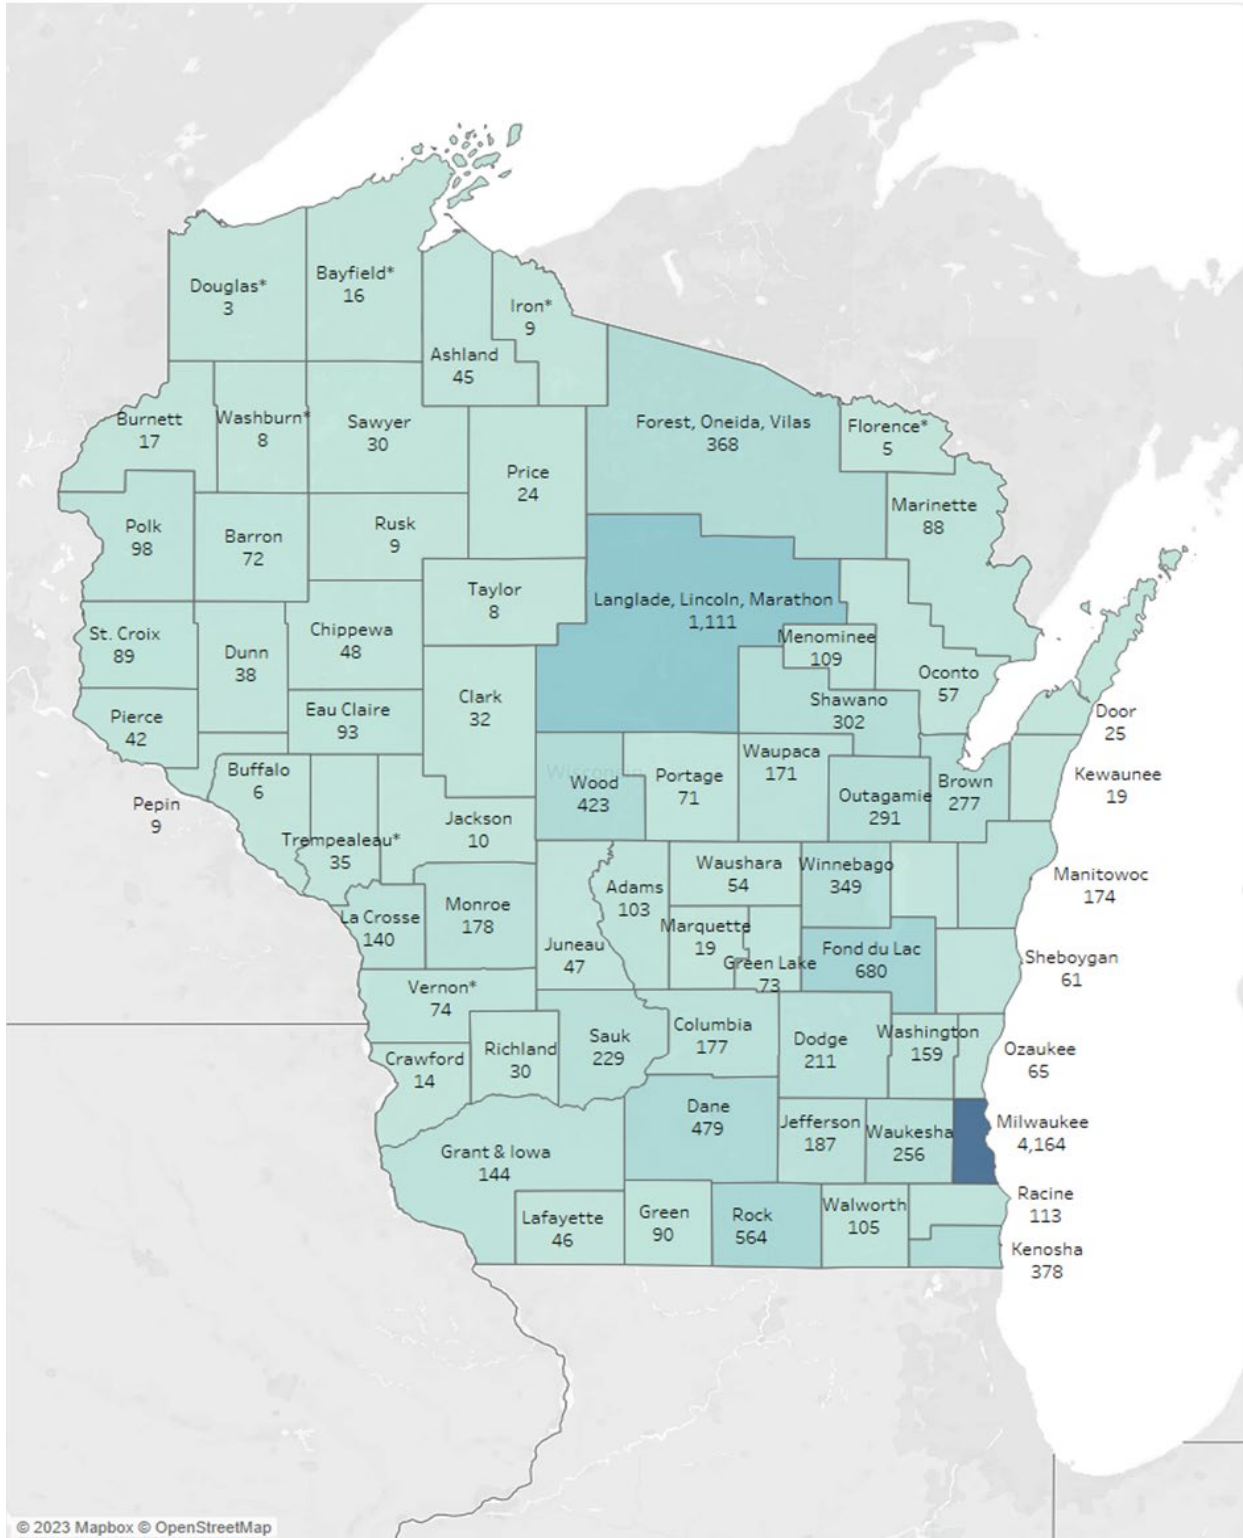 Douglas*
3
Bayfield*
16
Iron*
9
Ashland
45
Burnett
17
Washburn*
8
Sawyer
30
Price
24
Forest, Oneida, Vilas
368
Florence*
5
Marinette
88
Polk
98
Barron
72
Rusk
9
Taylor
8
Langlade, Lincoln, Marathon
1,111
Menominee
109
St. Croix
89
Dunn
38
Chippewa
48
Clark
32
Oconto
57
Shawano
302
Pierce
42
Eau Claire
93
Door
25
Pepin
9
Buffalo
6
Trempealeau*
35
Jackson
10
Wisconsin
Wood
423
Portage
71
Waupaca
171
Outagamie
291
Brown
277
Kewaunee
19
La Crosse
140
Monroe
178
Juneau
47
Adams
103
Waushara
54
Winnebago
349
Manitowoc
174
Marquette
19
Green Lake
73
Fond du Lac
680
Sheboygan
61
Vernon*
74
Crawford
14
Richland
30
Sauk
229
Columbia
177
Dodge
211
Washington
159
Ozaukee
65
Grant & Iowa
144
Dane
479
Jefferson
187
Waukesha
256
Milwaukee
4,164
Lafayette
46
Green
90
Rock
564
Walworth
105
Racine
113
Kenosha
378
© 2023 Mapbox © OpenStreetMap